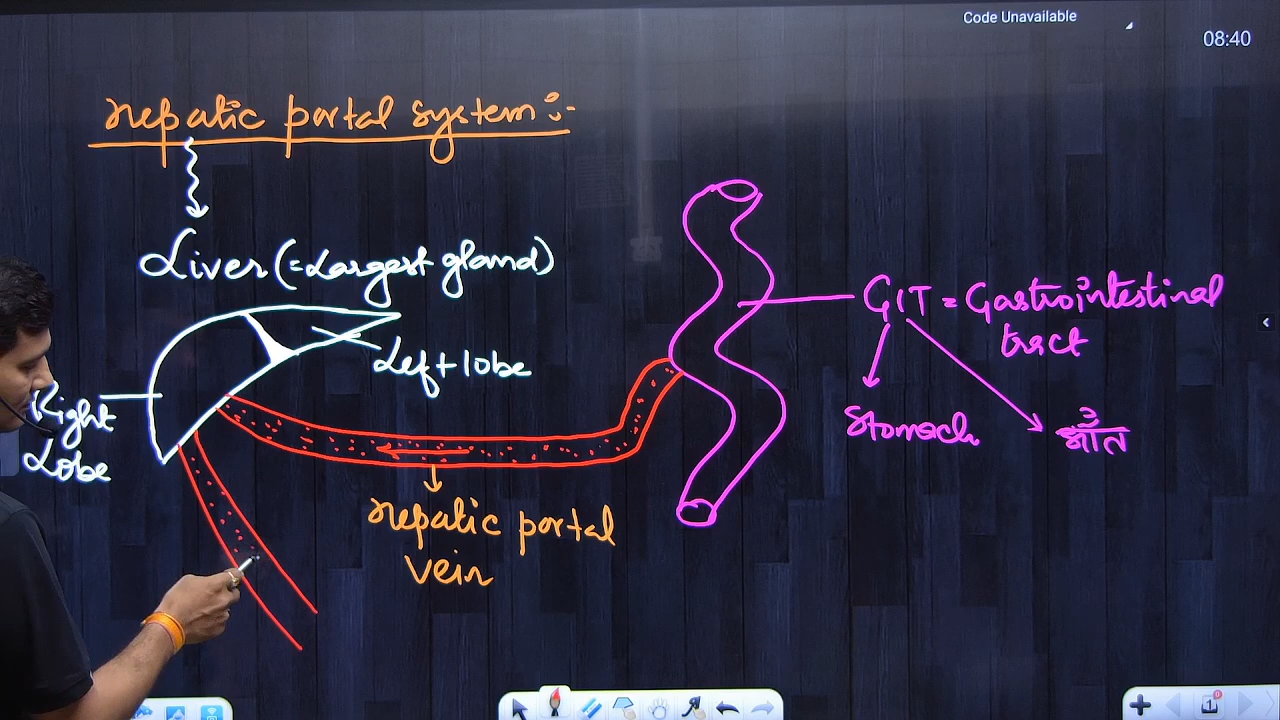 Code Unavailable
08:40
Hepatic portal system :-
Liver (= Largest gland)
Left lobe
Right
Lobe
GIT = Gastrointestinal
tract
Stomach
आँत
Hepatic portal
vein
1